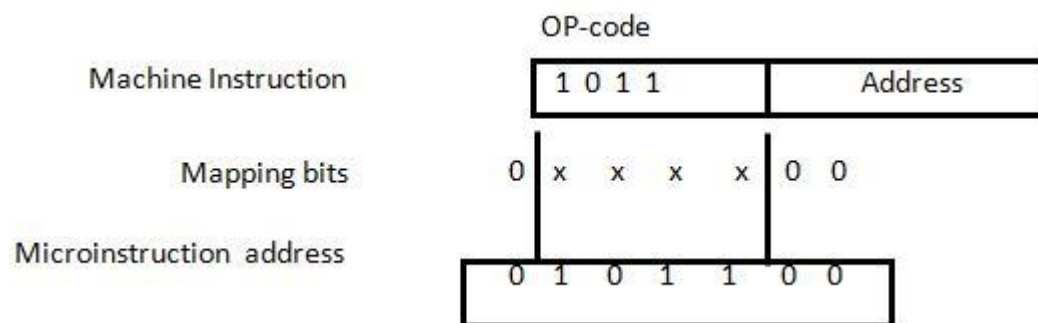 OP-code
Machine Instruction 1 0 1 1 Address
Mapping bits 0 x x x x 0 0
Microinstruction address
0 1 0 1 1 0 0